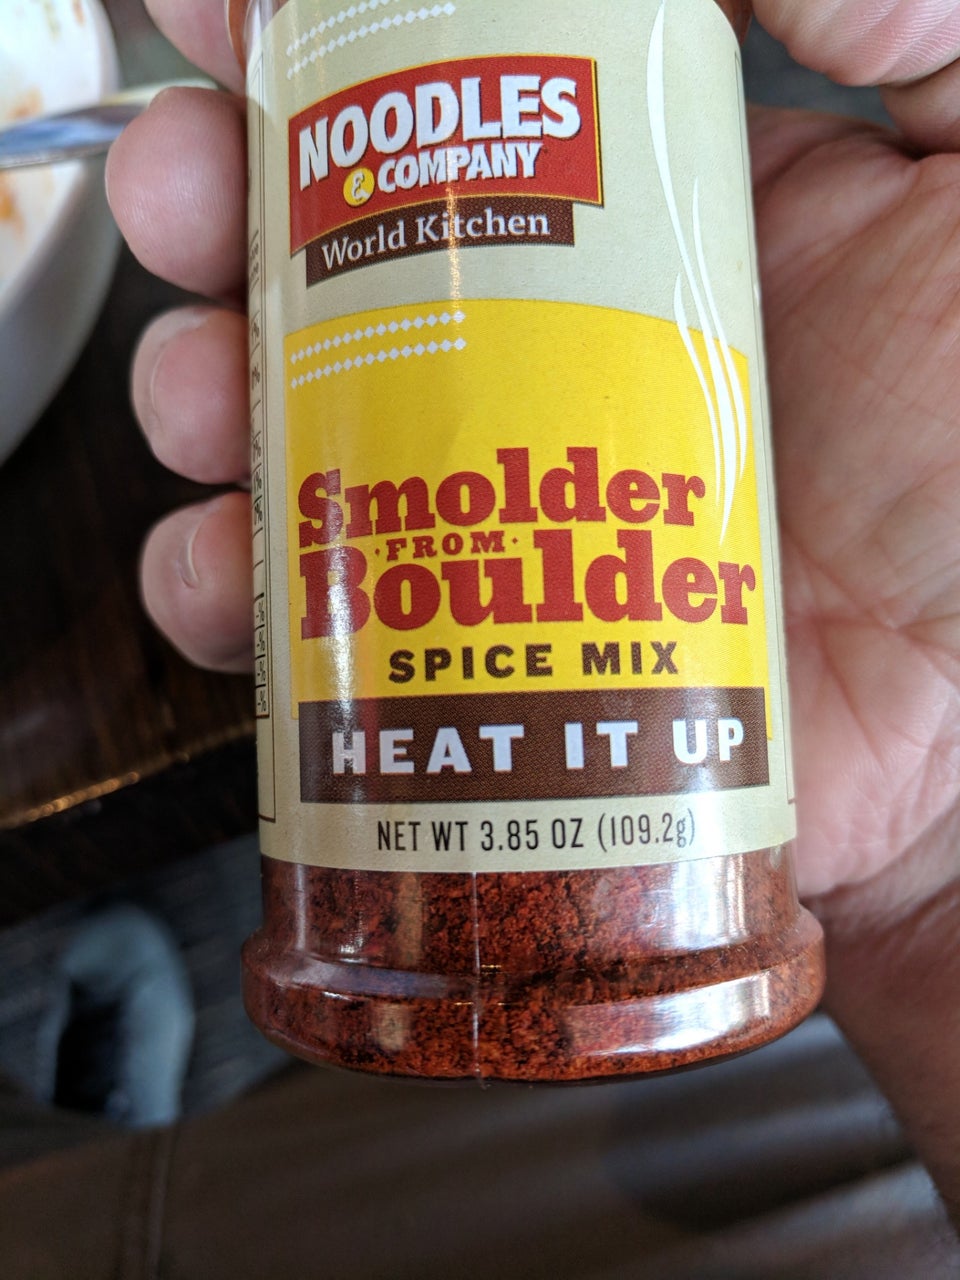 NOODLES
& COMPANY
World Kitchen
Smolder
·FROM·
Boulder
SPICE MIX
HEAT IT UP
NET WT 3.85 OZ (109.2g)